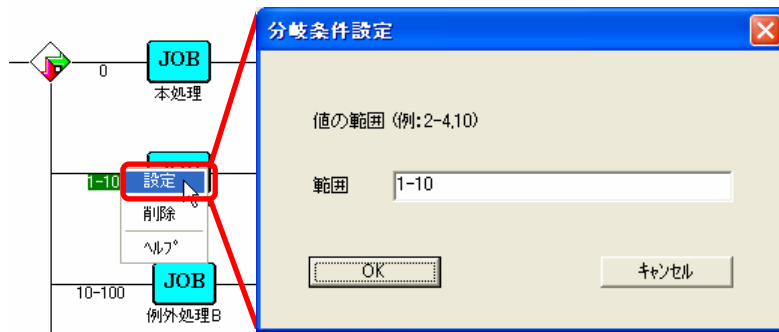 0
JOB
本処理
1-10
設定
削除
ヘルプ
10-100
JOB
例外処理B
分岐条件設定
値の範囲 (例:2-4,10)
範囲
1-10
OK
キャンセル